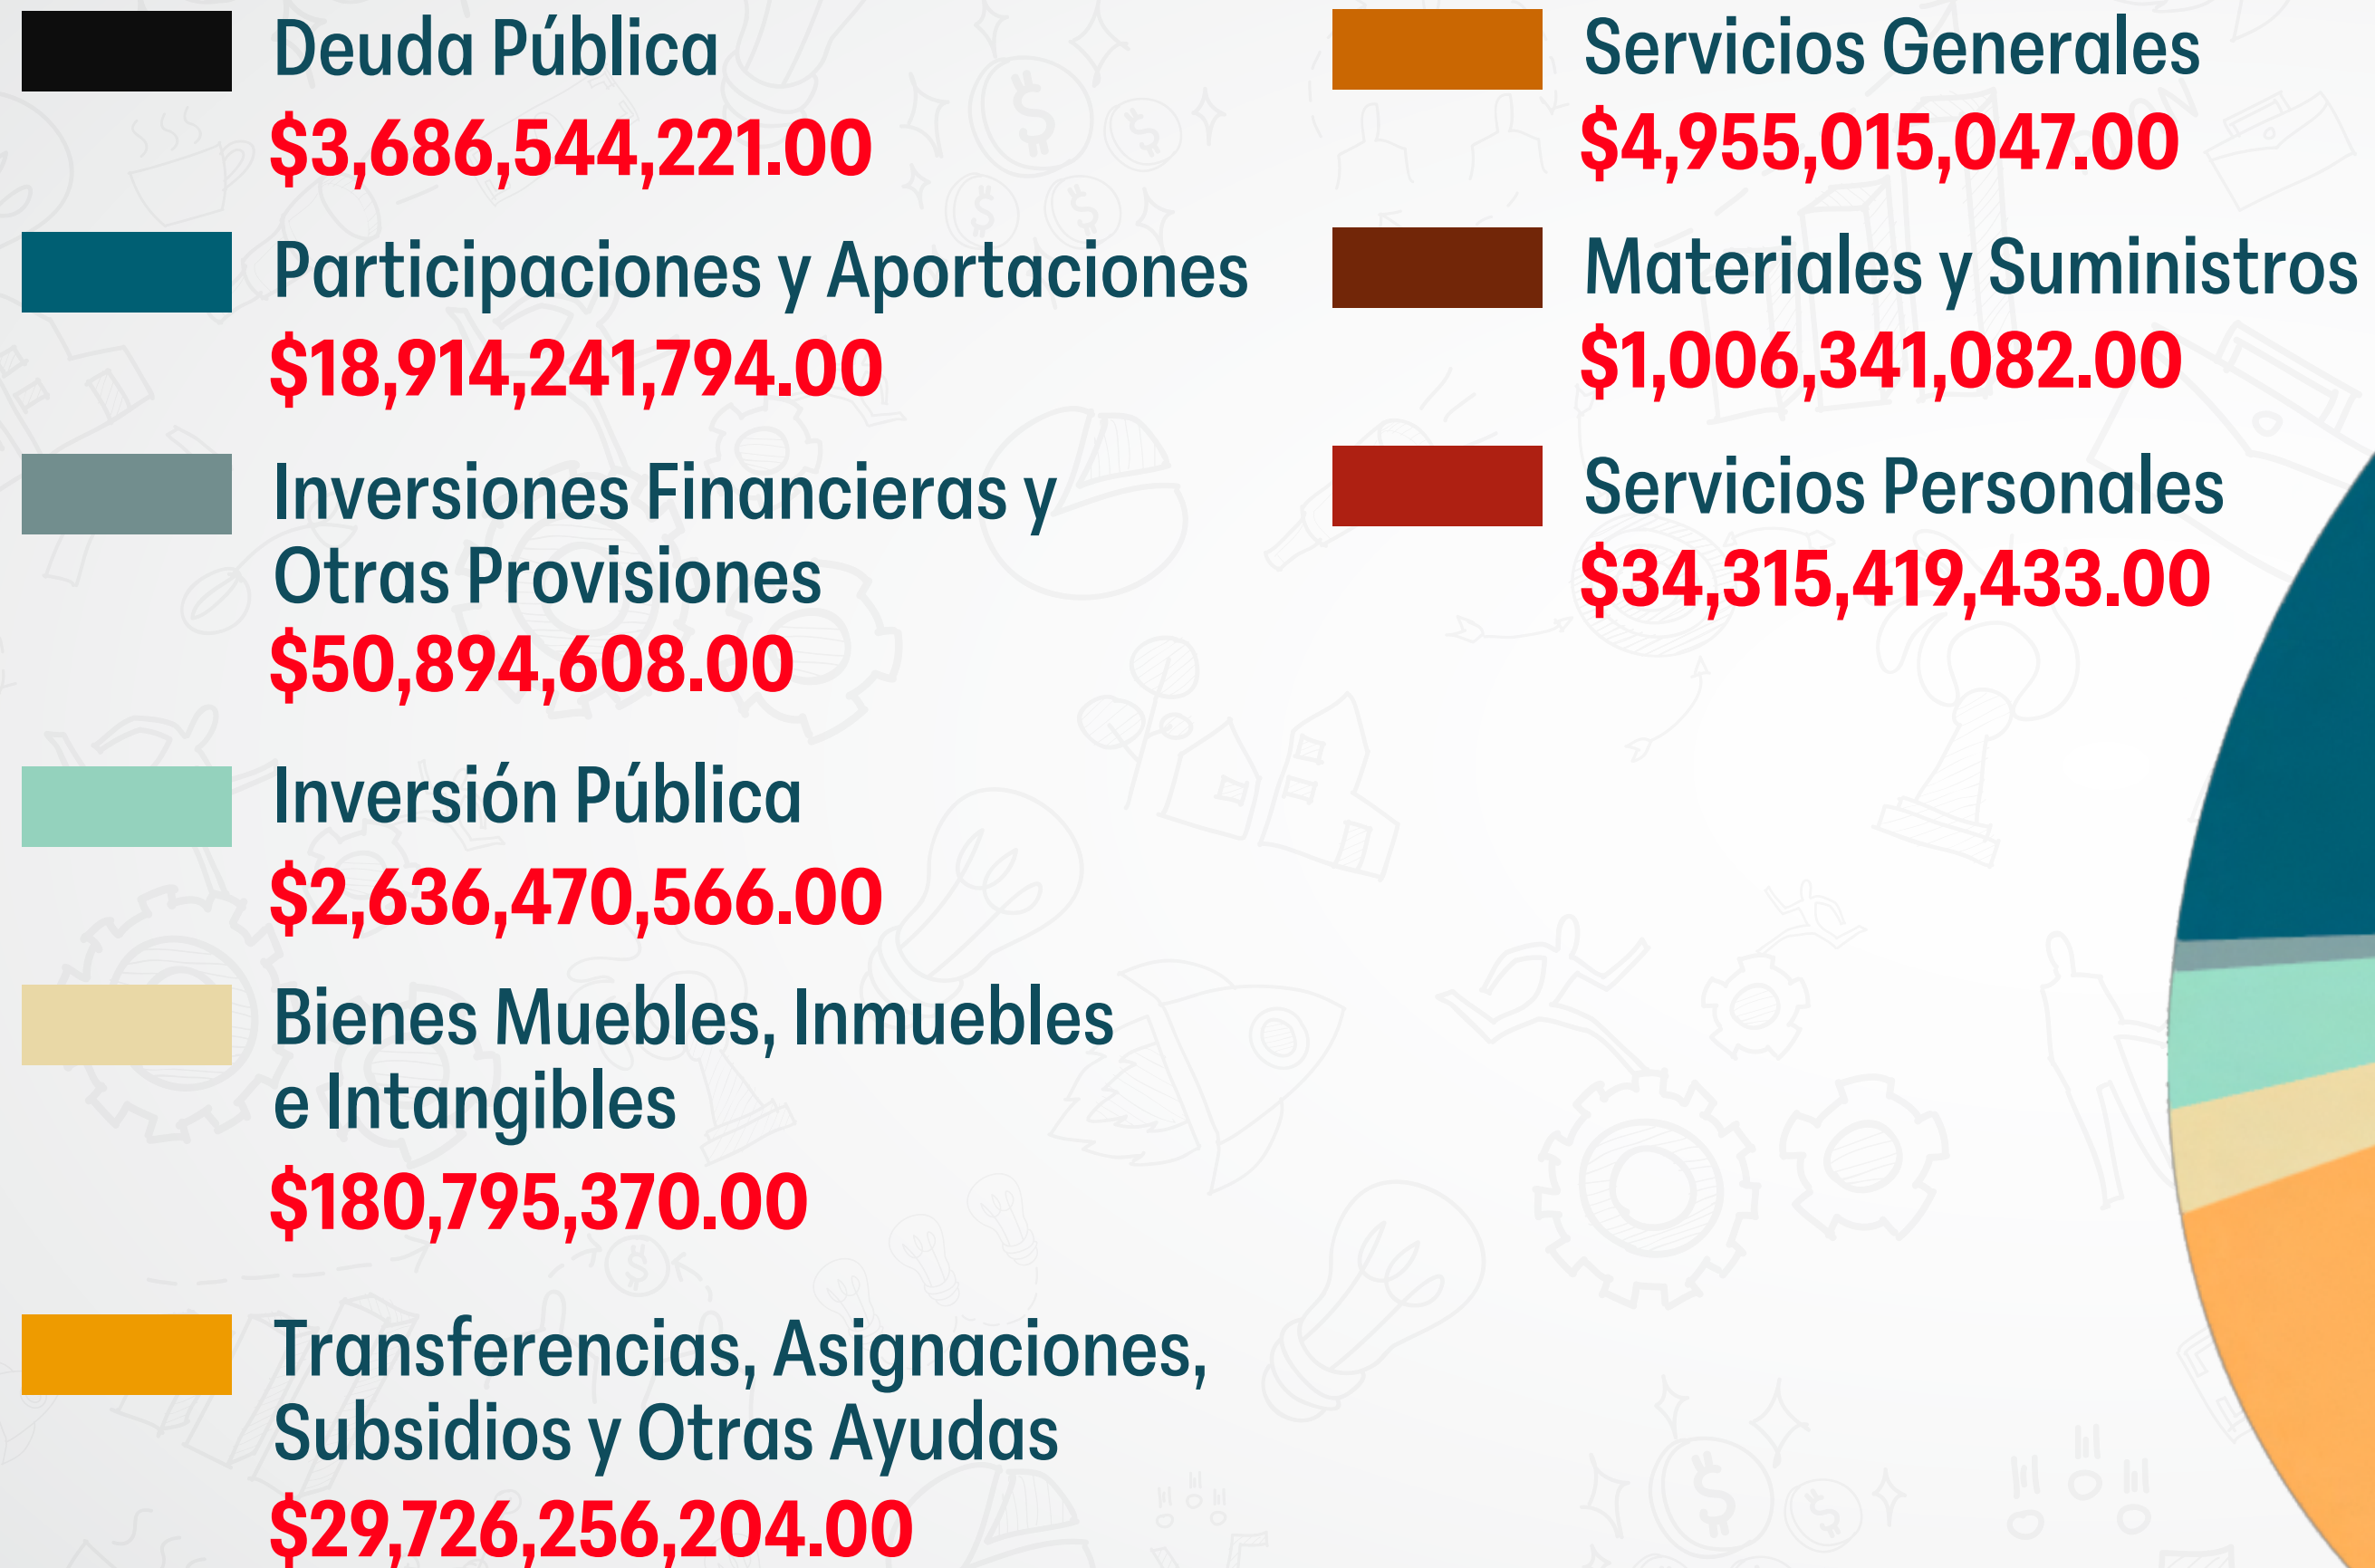 Deuda Pública
$3,686,544,221.00
Participaciones y Aportaciones
$18,914,241,794.00
Inversiones Financieras y
Otras Provisiones
$50,894,608.00
Inversión Pública
$2,636,470,566.00
Bienes Muebles, Inmuebles
e Intangibles
$180,795,370.00
Transferencias, Asignaciones,
Subsidios y Otras Ayudas
$29,726,256,204.00
Servicios Generales
$4,955,015,047.00
Materiales y Suministros
$1,006,341,082.00
Servicios Personales
$34,315,419,433.00